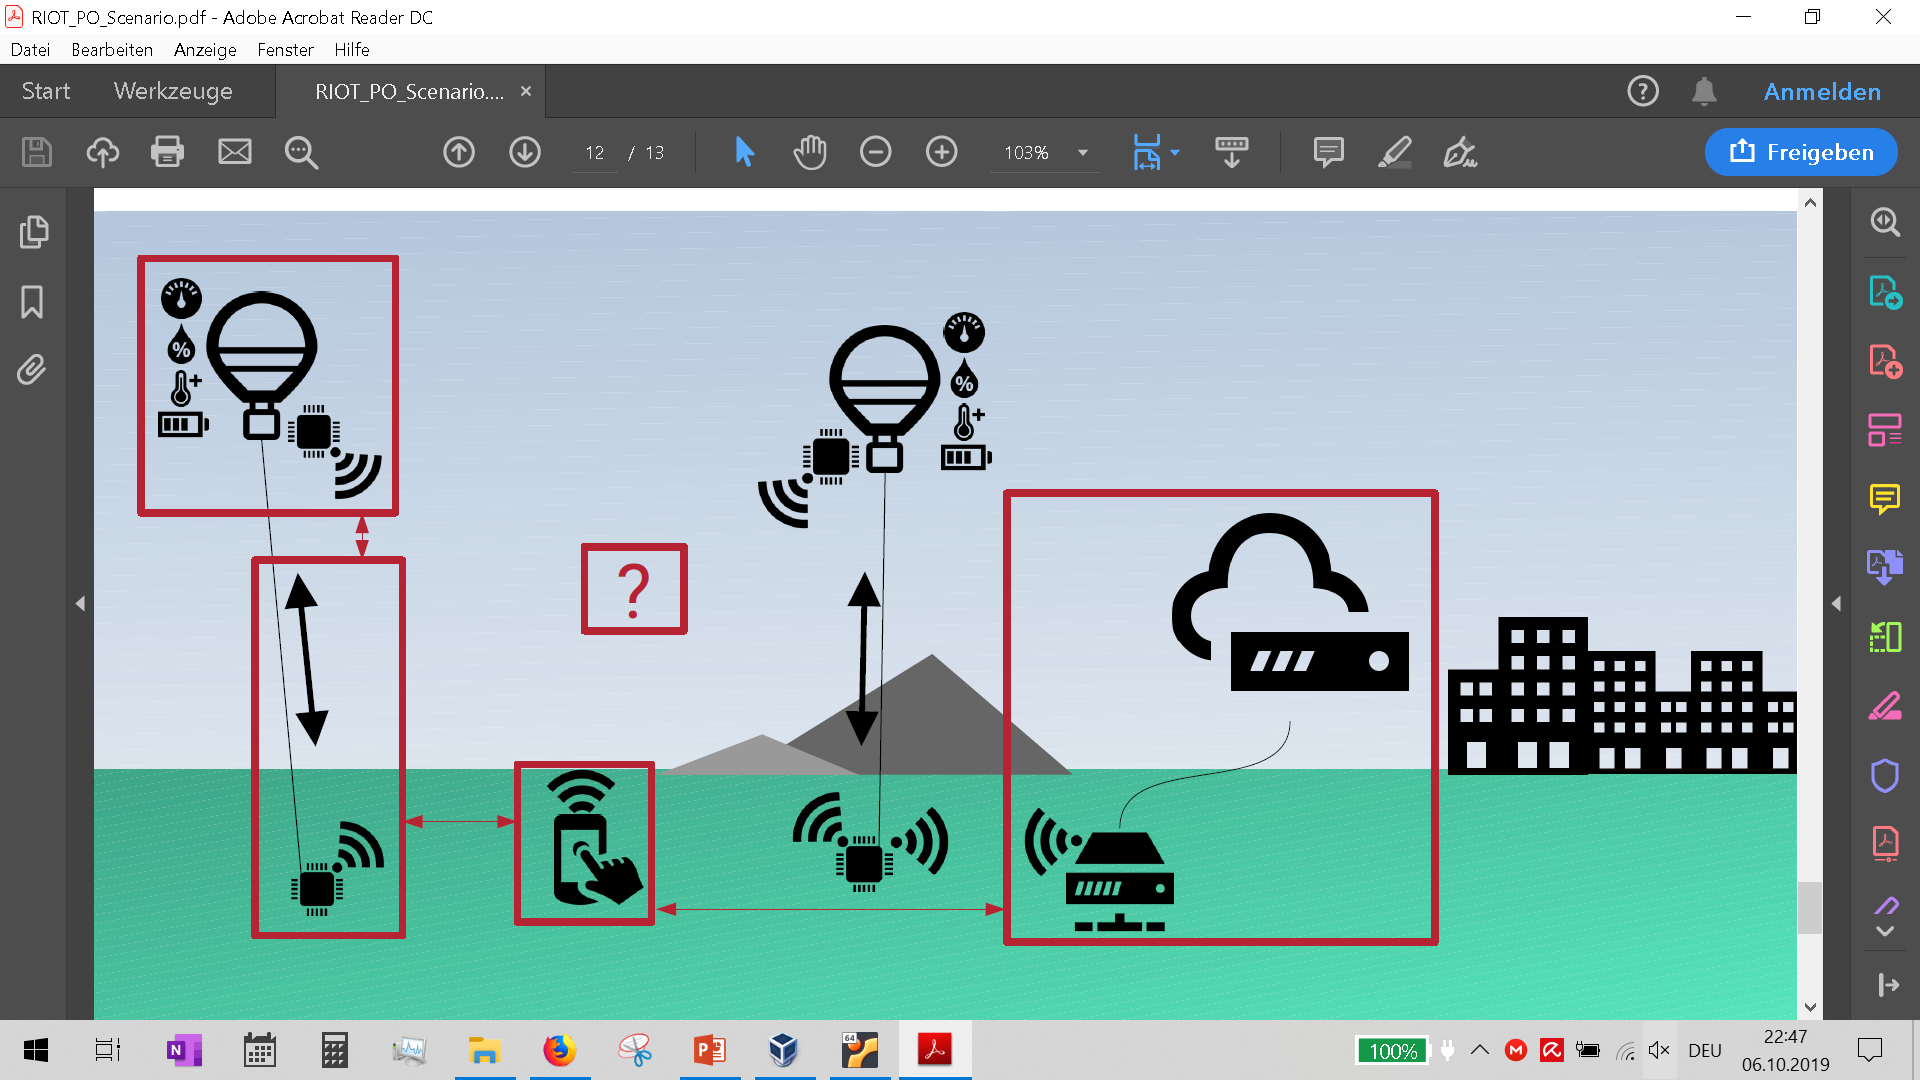 RIOT_PO_Scenario.pdf - Adobe Acrobat Reader DC
Datei Bearbeiten Anzeige Fenster Hilfe
Start Werkzeuge RIOT_PO_Scenario.... ×
? Anmelden
12 / 13 103% Freigeben
%
%
?
N 64 P
100% M DEU 22:47
06.10.2019